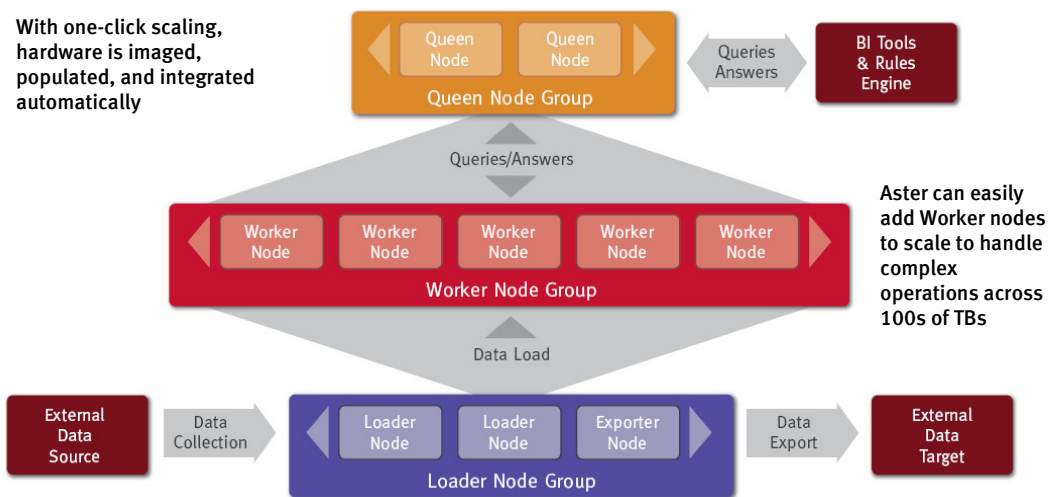 With one-click scaling,
hardware is imaged,
populated, and integrated
automatically
Queen
Node
Queen
Node
Queen Node Group
Queries
Answers
BI Tools
& Rules
Engine
Queries/Answers
Worker
Node
Worker
Node
Worker
Node
Worker
Node
Worker
Node
Worker Node Group
Aster can easily
add Worker nodes
to scale to handle
complex
operations across
100s of TBs
Data Load
External
Data
Source
Data
Collection
Loader
Node
Loader
Node
Exporter
Node
Loader Node Group
Data
Export
External
Data
Target